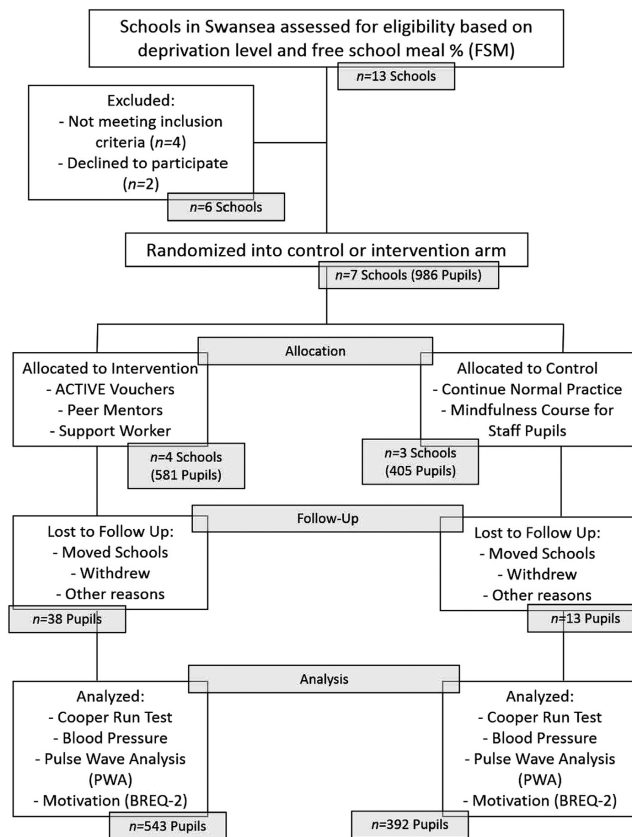 Schools in Swansea assessed for eligibility based on
deprivation level and free school meal % (FSM)
n=13 Schools
Excluded:
- Not meeting inclusion
criteria (n=4)
- Declined to participate
(n=2)
n=6 Schools
Randomized into control or intervention arm
n=7 Schools (986 Pupils)
Allocation
Allocated to Intervention
- ACTIVE Vouchers
- Peer Mentors
- Support Worker
n=4 Schools
(581 Pupils)
Allocated to Control
- Continue Normal Practice
- Mindfulness Course for
Staff Pupils
n=3 Schools
(405 Pupils)
Follow-Up
Lost to Follow Up:
- Moved Schools
- Withdrew
- Other reasons
n=38 Pupils
Lost to Follow Up:
- Moved Schools
- Withdrew
- Other reasons
n=13 Pupils
Analysis
Analyzed:
- Cooper Run Test
- Blood Pressure
- Pulse Wave Analysis
(PWA)
- Motivation (BREQ-2)
n=543 Pupils
Analyzed:
- Cooper Run Test
- Blood Pressure
- Pulse Wave Analysis
(PWA)
- Motivation (BREQ-2)
n=392 Pupils